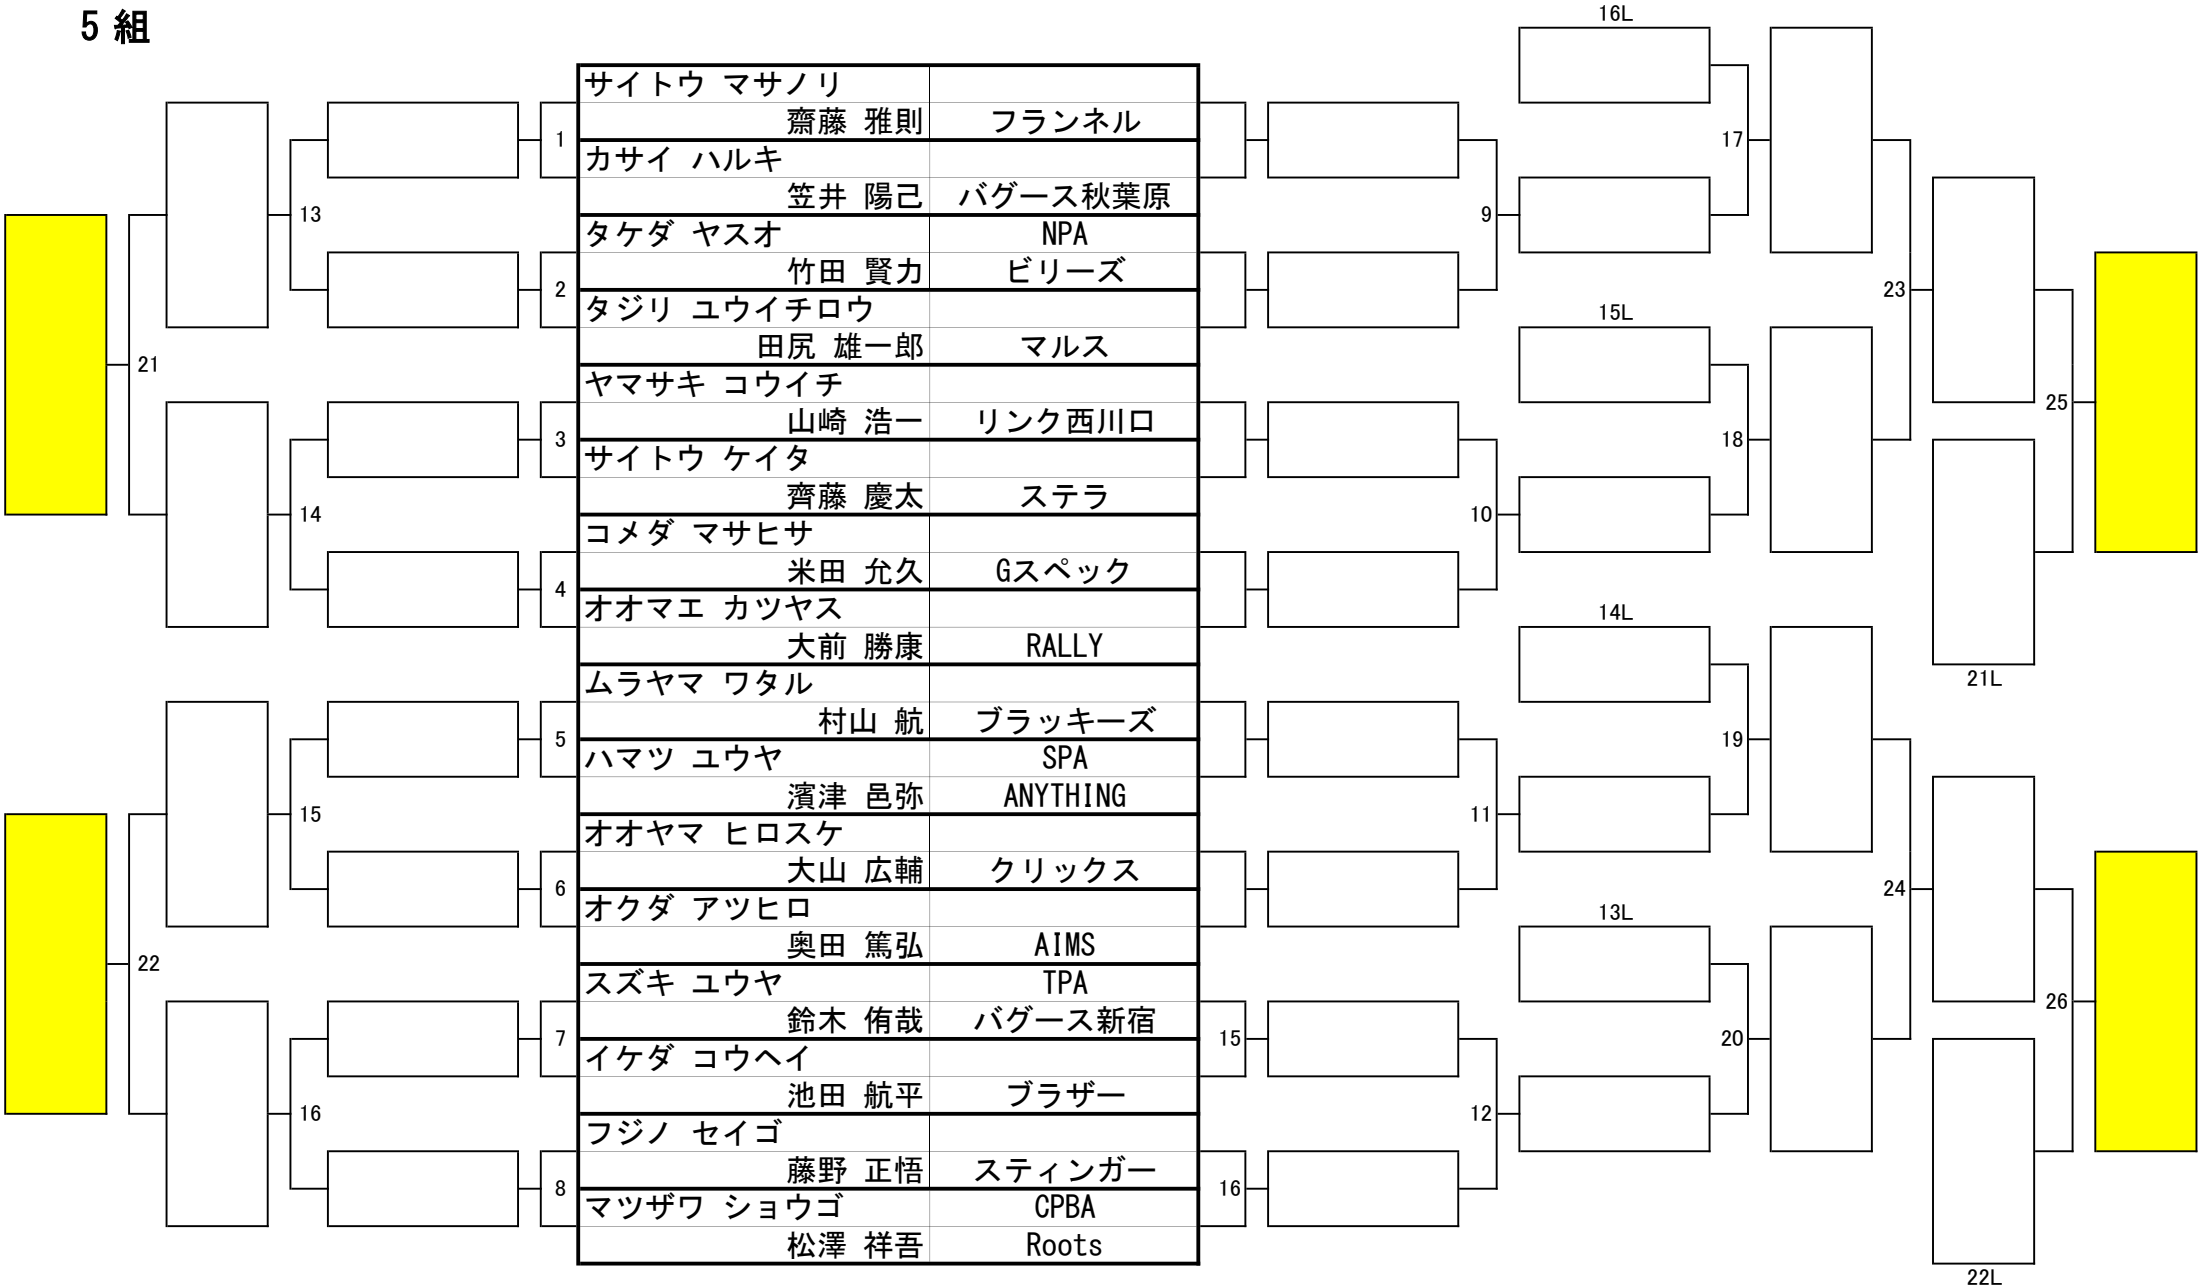 5 組
16L
サイトウ マサノリ
1 齋藤 雅則 フランネル 17
カサイ ハルキ
13 笠井 陽己 バグース秋葉原 9
タケダ ヤスオ NPA
2 竹田 賢力 ビリーズ 23
タジリ ユウイチロウ 15L
21 田尻 雄一郎 マルス
ヤマサキ コウイチ 25
3 山崎 浩一 リンク西川口 18
サイトウ ケイタ
14 齊藤 慶太 ステラ 10
コメダ マサヒサ
4 米田 允久 Gスペック
オオマエ カツヤス 14L
大前 勝康 RALLY
ムラヤマ ワタル 21L
5 村山 航 ブラッキーズ 19
ハマツ ユウヤ SPA
15 濱津 邑弥 ANYTHING 11
オオヤマ ヒロスケ
6 大山 広輔 クリックス 24
オクダ アツヒロ 13L
22 奥田 篤弘 AIMS
スズキ ユウヤ TPA 26
7 鈴木 侑哉 バグース新宿 15 20
イケダ コウヘイ
16 池田 航平 ブラザー 12
フジノ セイゴ
8 藤野 正悟 スティンガー 16
マツザワ ショウゴ CPBA
松澤 祥吾 Roots
22L